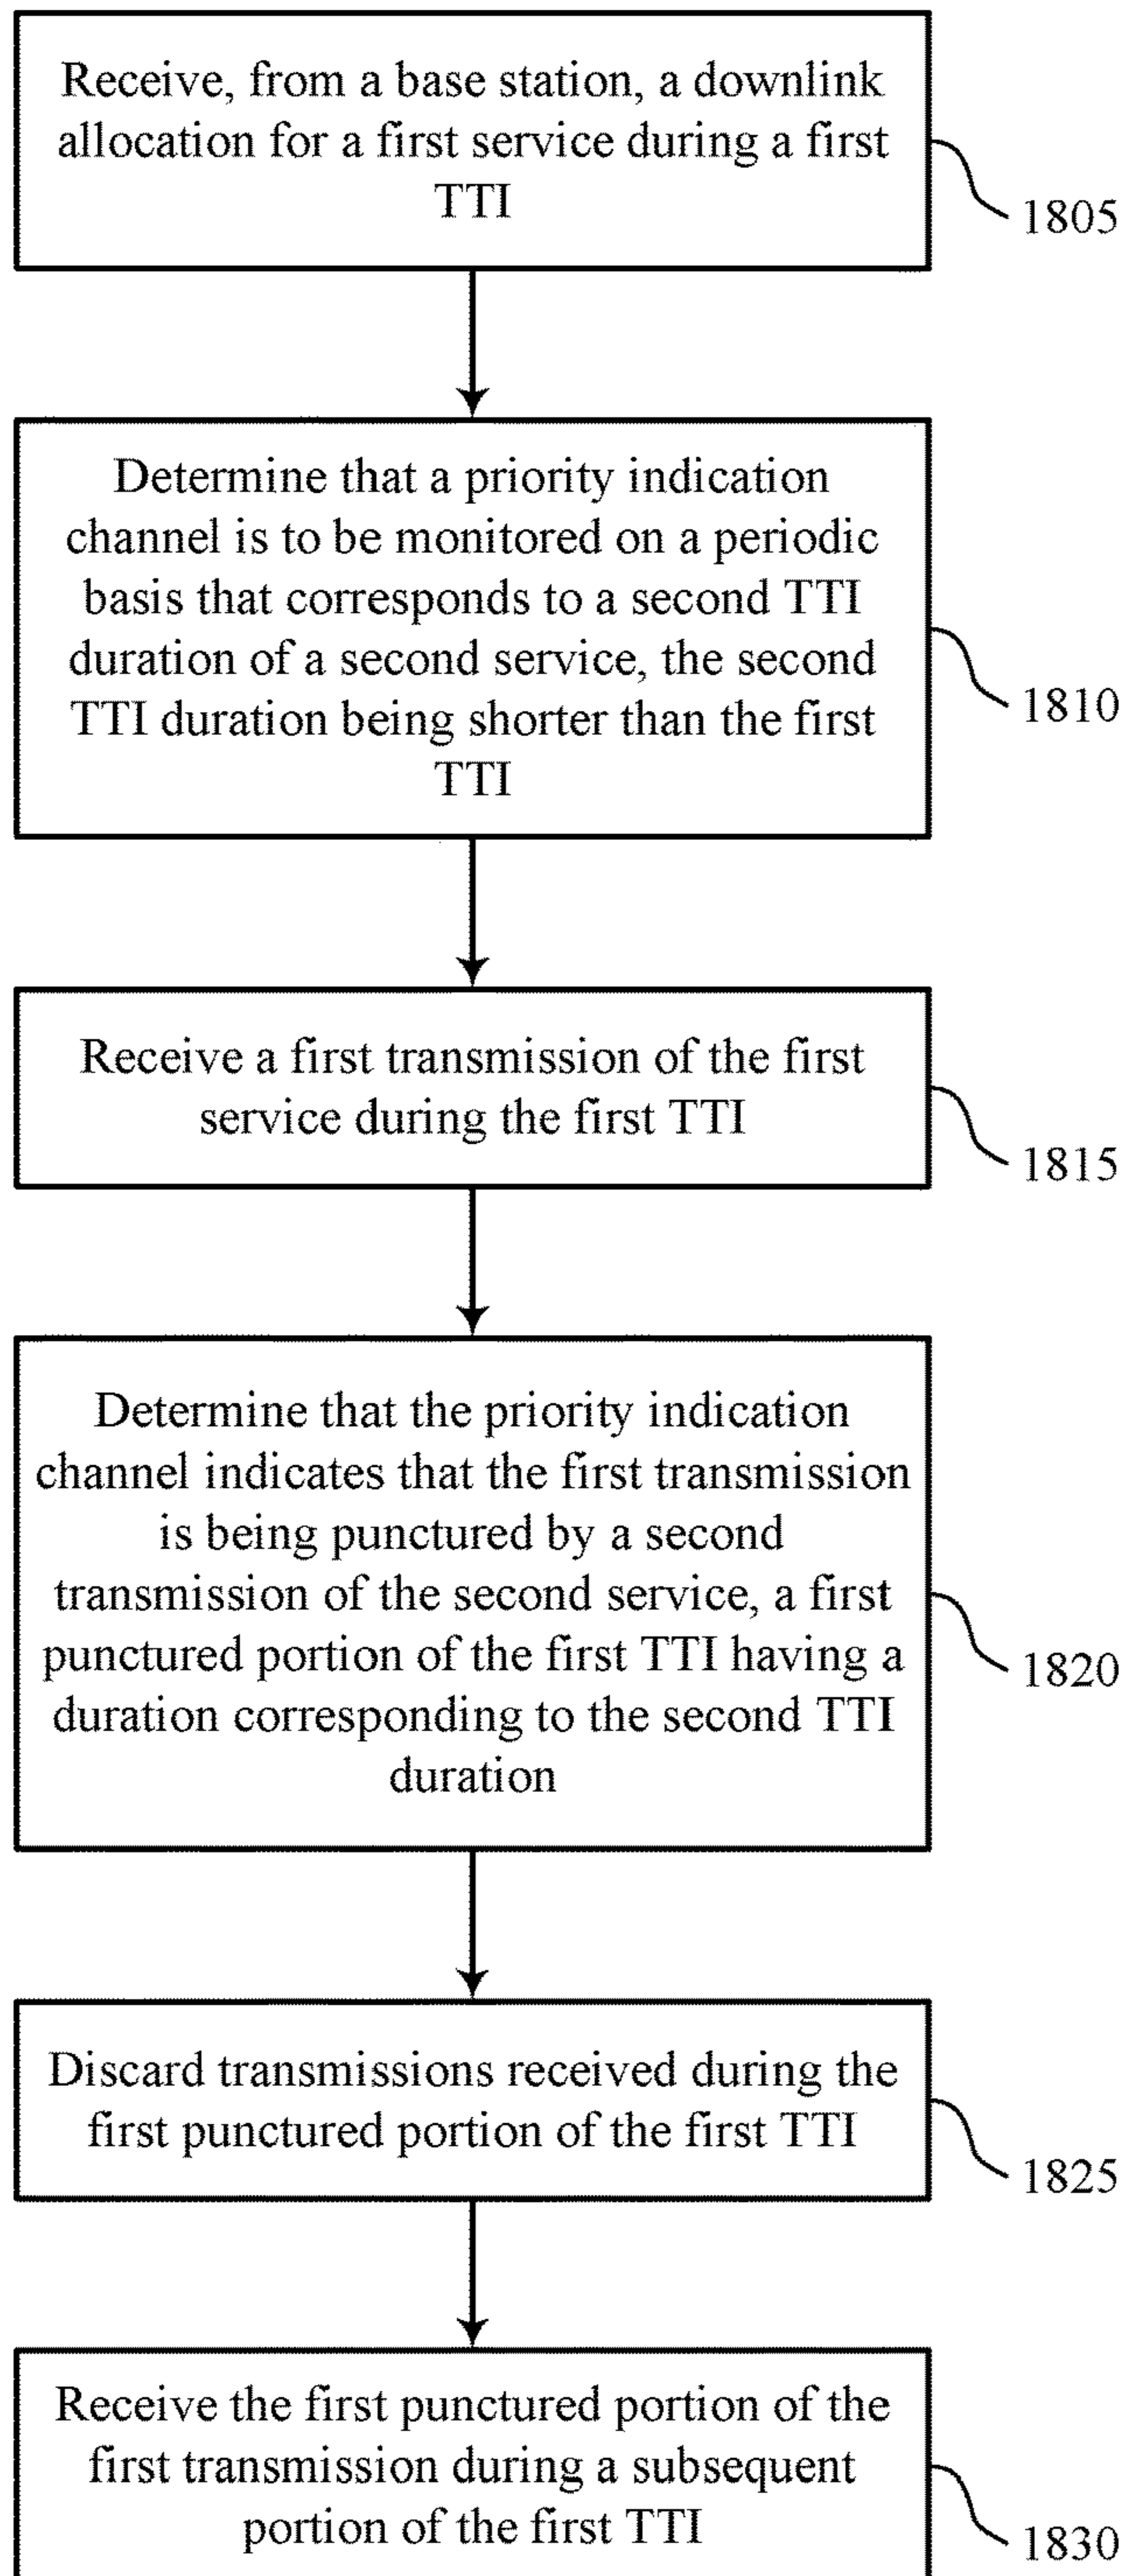 Receive, from a base station, a downlink
allocation for a first service during a first
TTI
1805
Determine that a priority indication
channel is to be monitored on a periodic
basis that corresponds to a second TTI
duration of a second service, the second
TTI duration being shorter than the first
TTI
1810
Receive a first transmission of the first
service during the first TTI
1815
Determine that the priority indication
channel indicates that the first transmission
is being punctured by a second
transmission of the second service, a first
punctured portion of the first TTI having a
duration corresponding to the second TTI
duration
1820
Discard transmissions received during the
first punctured portion of the first TTI
1825
Receive the first punctured portion of the
first transmission during a subsequent
portion of the first TTI
1830